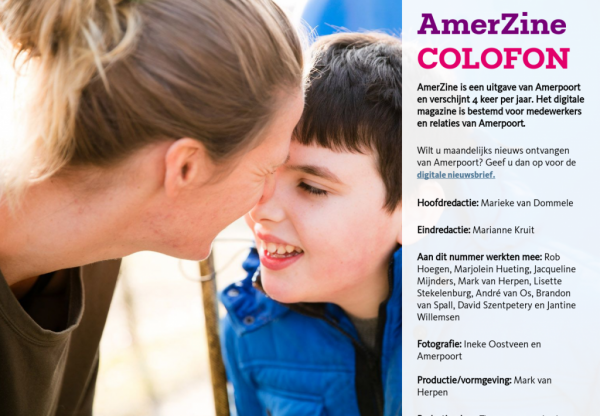 AmerZine
COLOFON
AmerZine is een uitgave van Amerpoort
en verschijnt 4 keer per jaar. Het digitale
magazine is bestemd voor medewerkers
en relaties van Amerpoort.
Wilt u maandelijks nieuws ontvangen
van Amerpoort? Geef u dan op voor de
digitale nieuwsbrief.
Hoofdredactie: Marieke van Dommele
Eindredactie: Marianne Kruit
Aan dit nummer werkten mee: Rob
Hoegen, Marjolein Hueting, Jacqueline
Mijnders, Mark van Herpen, Lisette
Stekelenburg, André van Os, Brandon
van Spall, David Szentpetery en Jantine
Willemsen
Fotografie: Ineke Oostveen en
Amerpoort
Productie/vormgeving: Mark van
Herpen